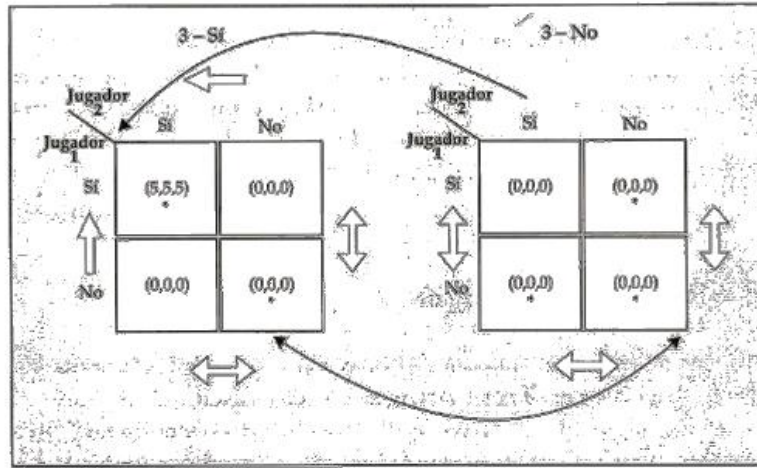 3 – Sí 3 – No
Jugador 2 Jugador 2
Sí No Sí No
Jugador 1 Jugador 1
Sí (5,5,5) (0,0,0) Sí (0,0,0) (0,0,0)
* *
No (0,0,0) (0,0,0) No (0,0,0) (0,0,0)
* * *